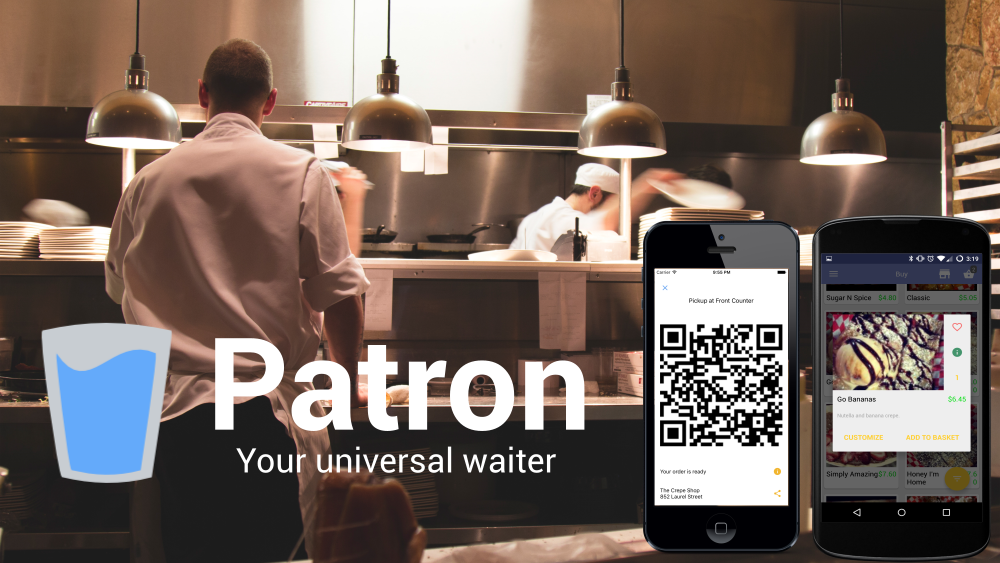 Patron
Your universal waiter
Carrier
9:55 PM
Pickup at Front Counter
Your order is ready
The Crepe Shop
852 Laurel Street
3:19
Buy
Sugar N Spice $4.80
Classic $5.05
Go Bananas $6.45
Nutella and banana crepe.
CUSTOMIZE ADD TO BASKET
Simply Amazing $7.60
Honey I'm
Home